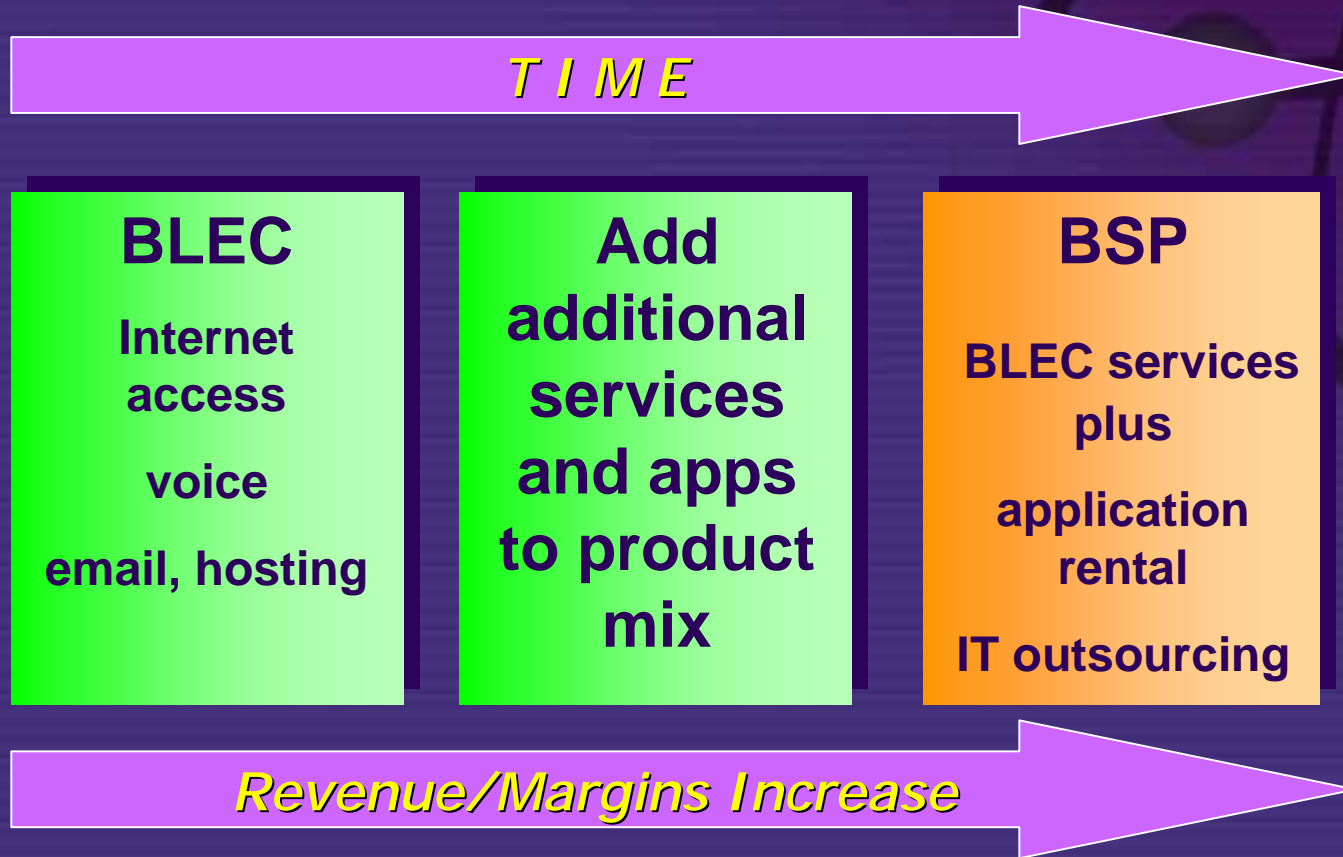 TIME
BLEC
Internet
access
voice
email, hosting
Add
additional
services
and apps
to product
mix
BSP
BLEC services
plus
application
rental
IT outsourcing
Revenue/Margins Increase